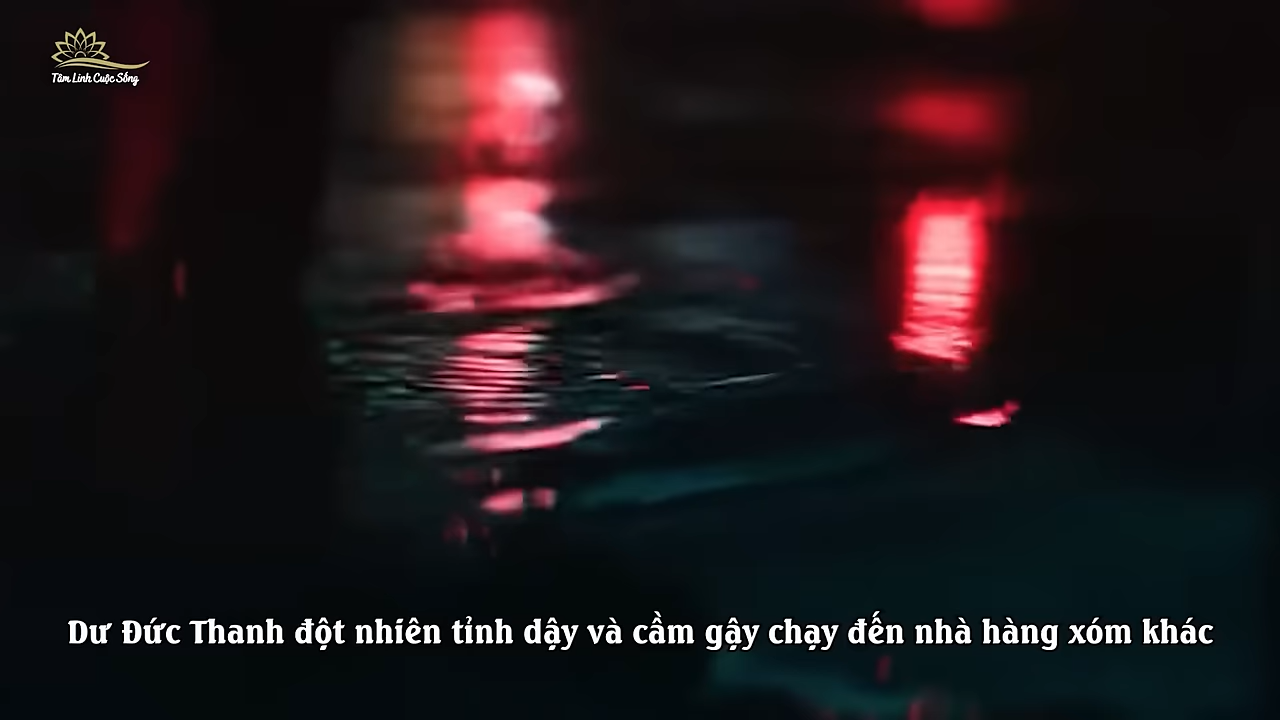 Tâm Linh Cuộc Sống
Dư Đức Thanh đột nhiên tỉnh dậy và cầm gậy chạy đến nhà hàng xóm khác